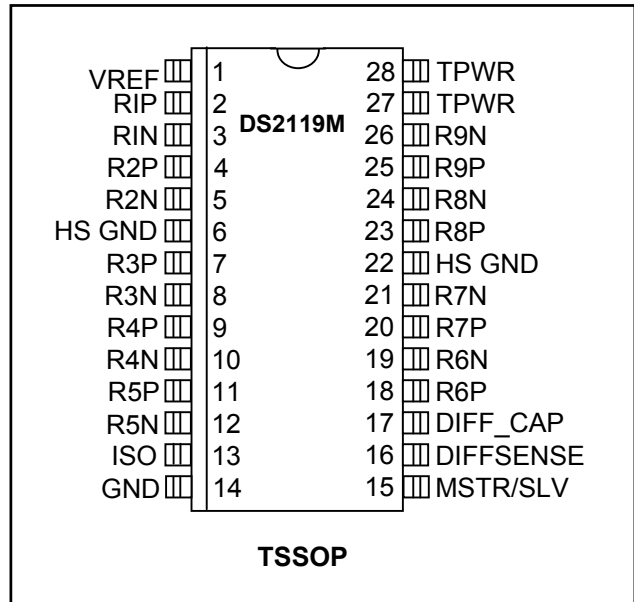 VREF 1 28 TPWR
RIP 2 27 TPWR
DS2119M
RIN 3 26 R9N
R2P 4 25 R9P
R2N 5 24 R8N
HS GND 6 23 R8P
R3P 7 22 HS GND
R3N 8 21 R7N
R4P 9 20 R7P
R4N 10 19 R6N
R5P 11 18 R6P
R5N 12 17 DIFF_CAP
ISO 13 16 DIFFSENSE
GND 14 15 MSTR/SLV
TSSOP